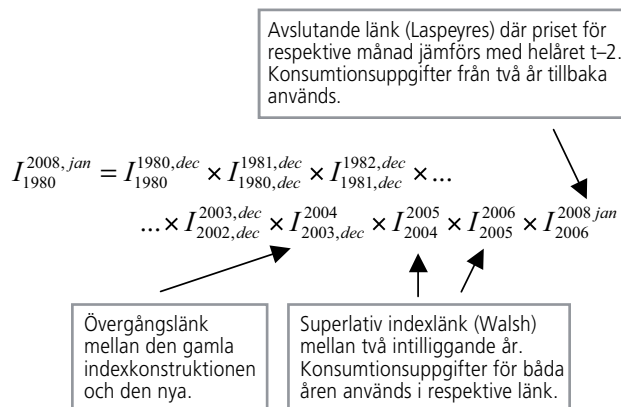 Avslutande länk (Laspeyres) där priset för
respektive månad jämförs med helåret t–2.
Konsumtionsuppgifter från två år tillbaka
används.
I_{1980}^{2008, jan} = I_{1980}^{1980,dec} × I_{1980,dec}^{1981,dec} × I_{1981,dec}^{1982,dec} × ...
... × I_{2002,dec}^{2003,dec} × I_{2003,dec}^{2004} × I_{2004}^{2005} × I_{2005}^{2006} × I_{2006}^{2008 jan}
Övergångslänk
mellan den gamla
indexkonstruktionen
och den nya.
Superlativ indexlänk (Walsh)
mellan två intilliggande år.
Konsumtionsuppgifter för båda
åren används i respektive länk.